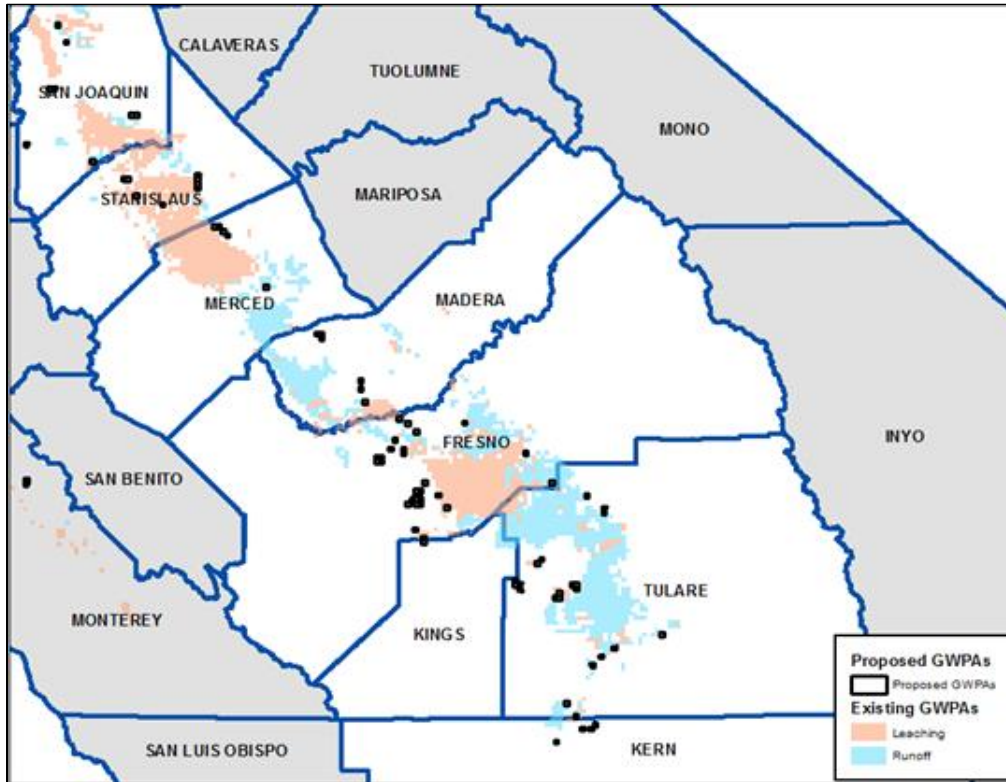 CALAVERAS
TUOLUMNE
SAN JOAQUIN
MONO
MARIPOSA
STANISLAUS
MERCED
MADERA
FRESNO
INYO
SAN BENITO
TULARE
MONTEREY
KINGS
Proposed GWPAs
Proposed GWPAs
Existing GWPAs
Leaching
Runoff
SAN LUIS OBISPO
KERN